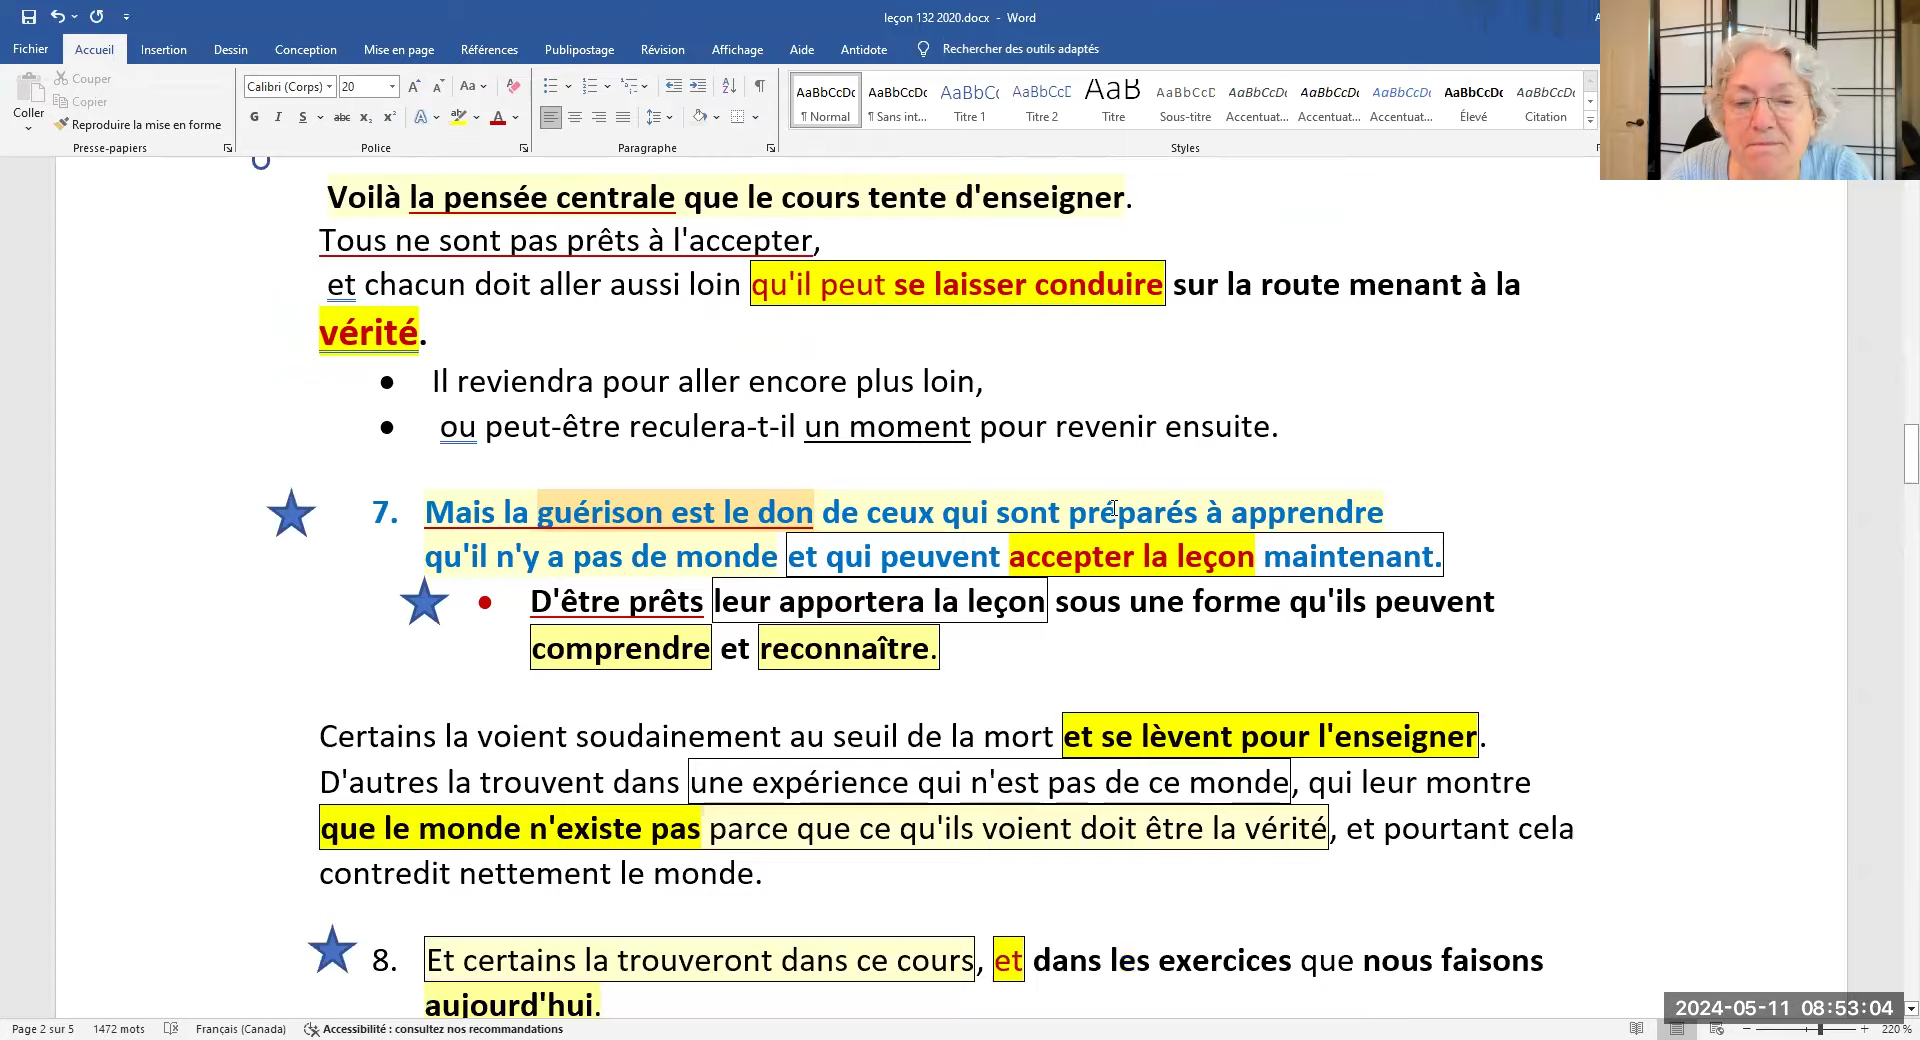 leçon 132 2020.docx - Word
Fichier Accueil Insertion Dessin Conception Mise en page Références Publipostage Révision Affichage Aide Antidote Rechercher des outils adaptés
Coller
Couper
Copier
Reproduire la mise en forme
Presse-papiers
Calibri (Corps) 20
Police
Paragraphe
AaBbCcDc AaBbCcDc AaBbCc AaBbCcD AaB AaBbCcD AaBbCcDc AaBbCcDc AaBbCcDc AaBbCcDc AaBbCcDc
¶ Normal ¶ Sans int... Titre 1 Titre 2 Titre Sous-titre Accentuat... Accentuat... Accentuat... Élevé Citation
Styles
Voilà la pensée centrale que le cours tente d'enseigner.
Tous ne sont pas prêts à l'accepter,
et chacun doit aller aussi loin qu'il peut se laisser conduire sur la route menant à la
vérité.
• Il reviendra pour aller encore plus loin,
• ou peut-être reculera-t-il un moment pour revenir ensuite.
7. Mais la guérison est le don de ceux qui sont préparés à apprendre
qu'il n'y a pas de monde et qui peuvent accepter la leçon maintenant.
• D'être prêts leur apportera la leçon sous une forme qu'ils peuvent
comprendre et reconnaître.
Certains la voient soudainement au seuil de la mort et se lèvent pour l'enseigner.
D'autres la trouvent dans une expérience qui n'est pas de ce monde, qui leur montre
que le monde n'existe pas parce que ce qu'ils voient doit être la vérité, et pourtant cela
contredit nettement le monde.
8. Et certains la trouveront dans ce cours, et dans les exercices que nous faisons
aujourd'hui.
2024-05-11 08:53:04
Page 2 sur 5 1472 mots Français (Canada) Accessibilité : consultez nos recommandations 220 %